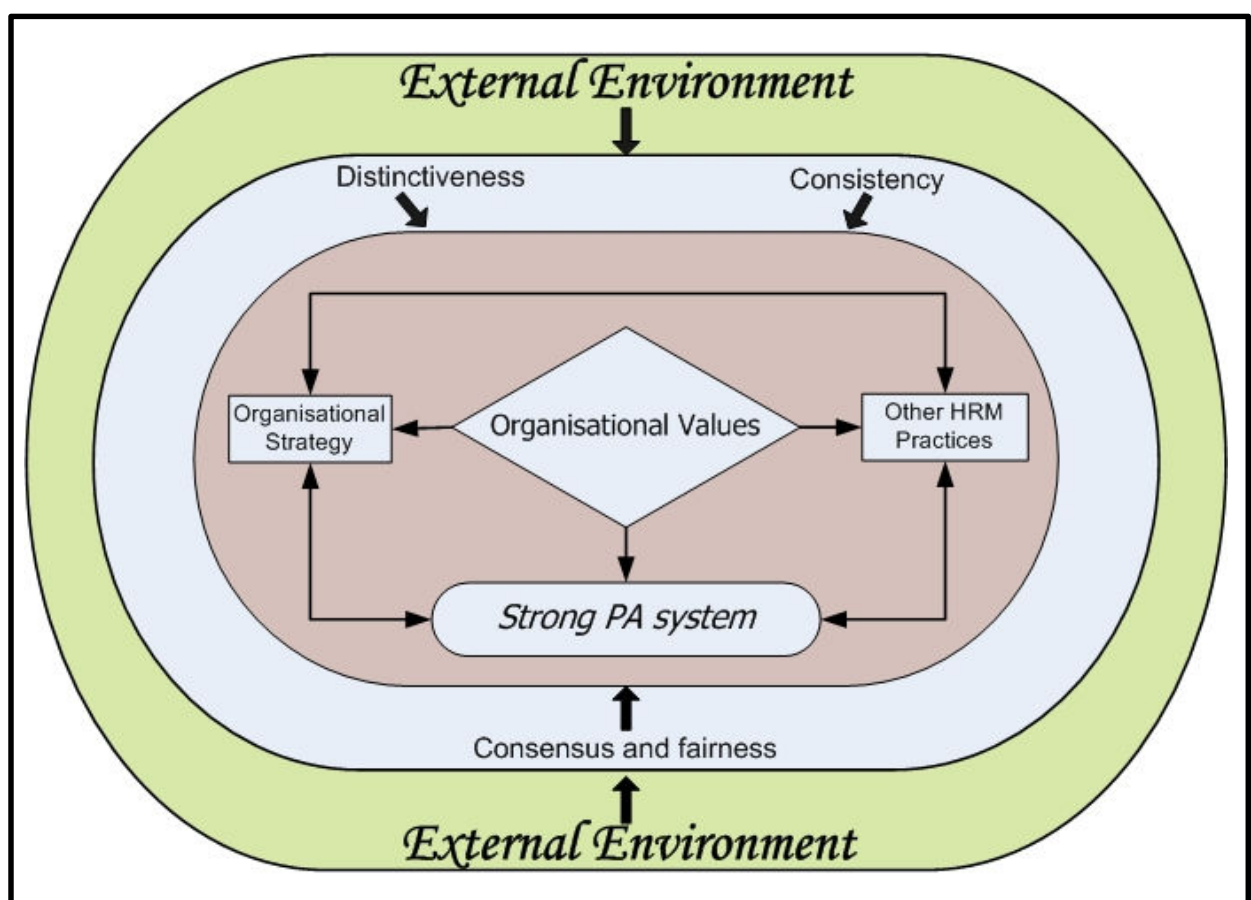 External Environment
Distinctiveness
Consistency
Organisational
Strategy
Organisational Values
Other HRM
Practices
Strong PA system
Consensus and fairness
External Environment